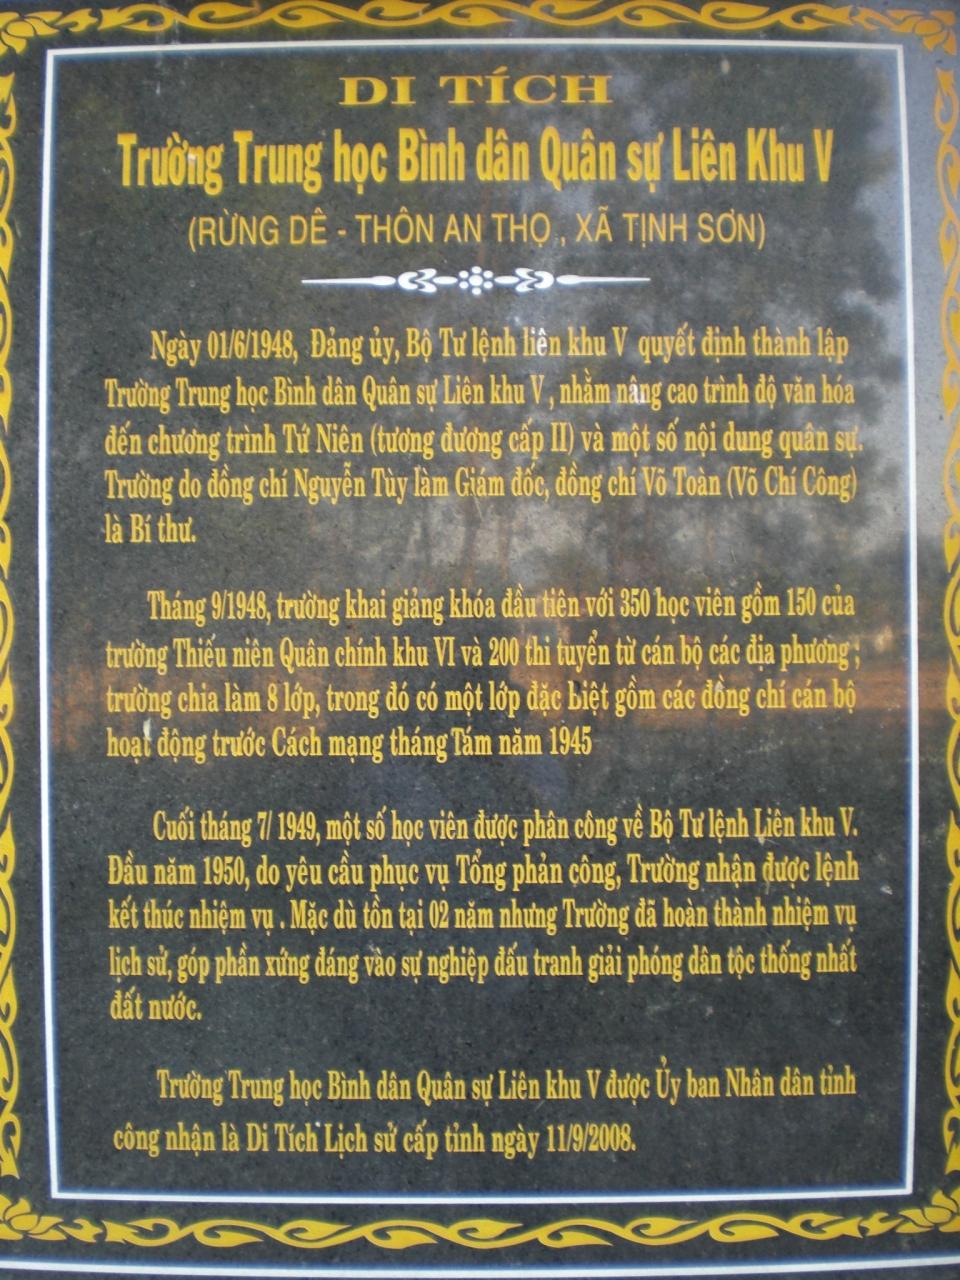 DI TÍCH
Trường Trung học Bình dân Quân sự Liên Khu V
(RỪNG DÊ - THÔN AN THỌ , XÃ TỊNH SƠN)
Ngày 01/6/1948, Đảng ủy, Bộ Tư lệnh liên khu V quyết định thành lập
Trường Trung học Bình dân Quân sự Liên khu V , nhằm nâng cao trình độ văn hóa
đến chương trình Tứ Niên (tương đương cấp II) và một số nội dung quân sự.
Trường do đồng chí Nguyễn Tùy làm Giám đốc, đồng chí Võ Toàn (Võ Chí Công)
là Bí thư.
Tháng 9/1948, trường khai giảng khóa đầu tiên với 350 học viên gồm 150 của
trường Thiếu niên Quân chính khu VI và 200 thi tuyển từ cán bộ các địa phương ;
trường chia làm 8 lớp, trong đó có một lớp đặc biệt gồm các đồng chí cán bộ
hoạt động trước Cách mạng tháng Tám năm 1945
Cuối tháng 7/ 1949, một số học viên được phân công về Bộ Tư lệnh Liên khu V.
Đầu năm 1950, do yêu cầu phục vụ Tổng phản công, Trường nhận được lệnh
kết thúc nhiệm vụ . Mặc dù tồn tại 02 năm nhưng Trường đã hoàn thành nhiệm vụ
lịch sử, góp phần xứng đáng vào sự nghiệp đấu tranh giải phóng dân tộc thống nhất
đất nước.
Trường Trung học Bình dân Quân sự Liên khu V được Ủy ban Nhân dân tỉnh
công nhận là Di Tích Lịch sử cấp tỉnh ngày 11/9/2008.